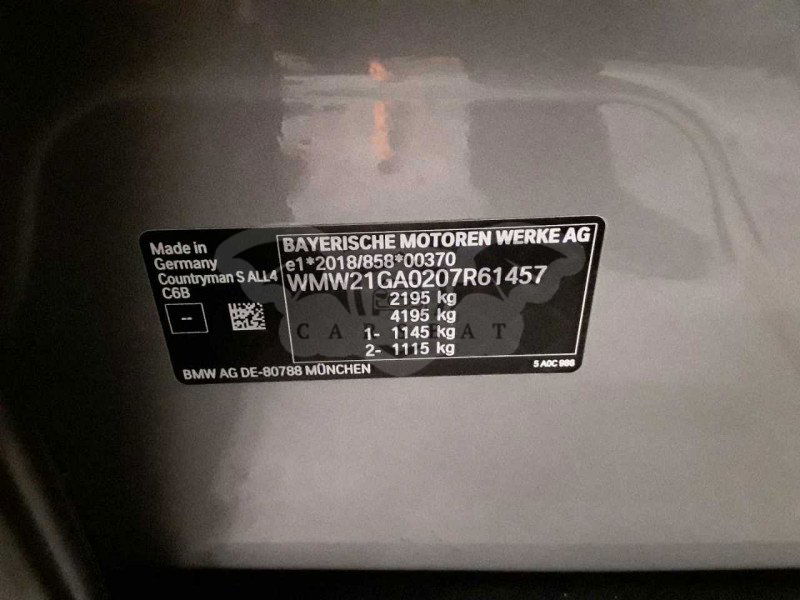 Made in
Germany
Countryman S ALL4
C6B
--
BAYERISCHE MOTOREN WERKE AG
e1*2018/858*00370
WMW21GA0207R61457
2195 kg
4195 kg
1- 1145 kg
2- 1115 kg
BMW AG DE-80788 MÜNCHEN
5 A0C 986